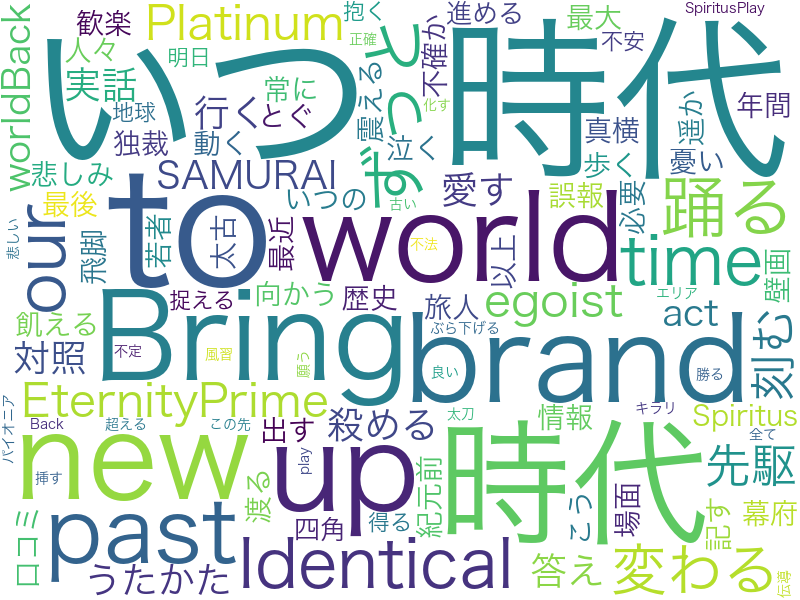 抱く
進める
最大
SpiritusPlay
歓楽
Platinum
正確
不確か
不安
人々
明日
いつ
ずっと
時代
worldBack
実話
常に
震える
地球
行く
とぐ
遥か
年間
独裁
動く
泣く
真横
歩く
憂い
悲しみ
SAMURAI
愛す
化す
誤報
必要
踊る
最後
いつの
古い
our
to
world
悲しい
飛脚
若者
太古
最近
不法
以上
time
壁画
捉える
向かう
歴史
旅人
egoist
エリア
act
飢える
Bring
ぶら下げる
brand
刻む
対照
不定
風習
願う
良い
勝る
EternityPrime
殺める
太刀
情報
キラリ
Spiritus
パイオニア
Back
超える
この先
出す
全て
new
up
時代
先駆
挿す
play
渡る
得る
紀元前
こう
場面
記す
幕府
口コミ
past
四角
うたかた
Identical
答え
変わる
伝導